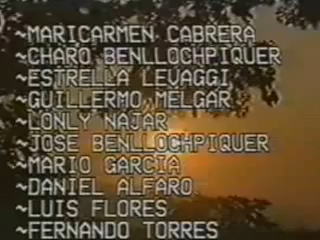 ~MARICARMEN CABRERA
~CHARO BENLLOCHPIQUER
~ESTRELLA LEVAGGI
~GUILLERMO MELGAR
~LONLY NAJAR
~JOSE BENLLOCHPIQUER
~MARIO GARCIA
~DANIEL ALFARO
~LUIS FLORES
~FERNANDO TORRES